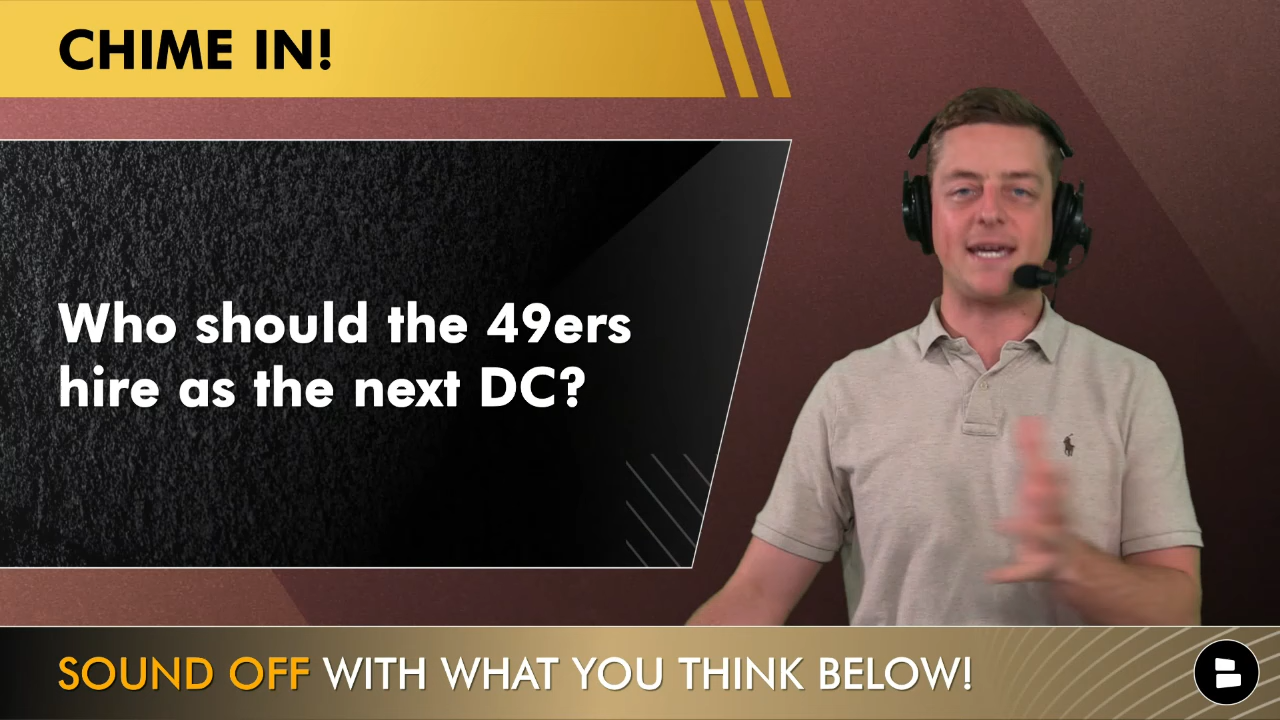 CHIME IN!
Who should the 49ers
hire as the next DC?
SOUND OFF WITH WHAT YOU THINK BELOW!